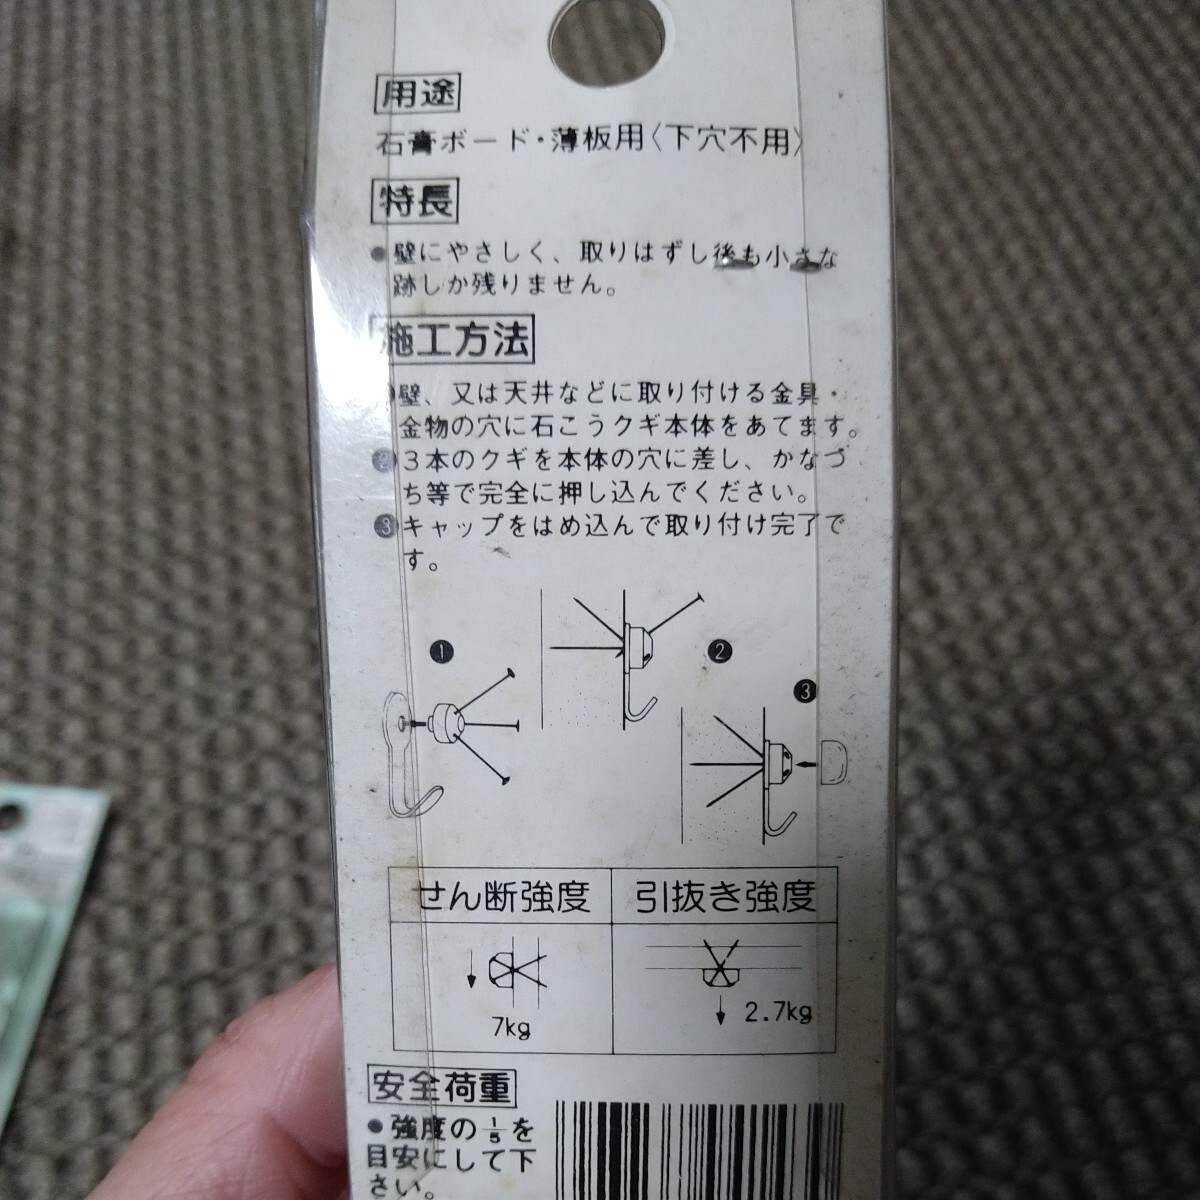 用途
石膏ボード・薄板用〈下穴不用〉
特長
●壁にやさしく、取りはずし後も小さな
跡しか残りません。
施工方法
壁、又は天井などに取り付ける金具・
金物の穴に石こうクギ本体をあてます。
❷3本のクギを本体の穴に差し、かなづ
ち等で完全に押し込んでください。
❸キャップをはめ込んで取り付け完了で
す。
❶
❷
❸
せん断強度 引抜き強度
7kg
2.7kg
安全荷重
●強度の1/5を
目安にして下
さい。